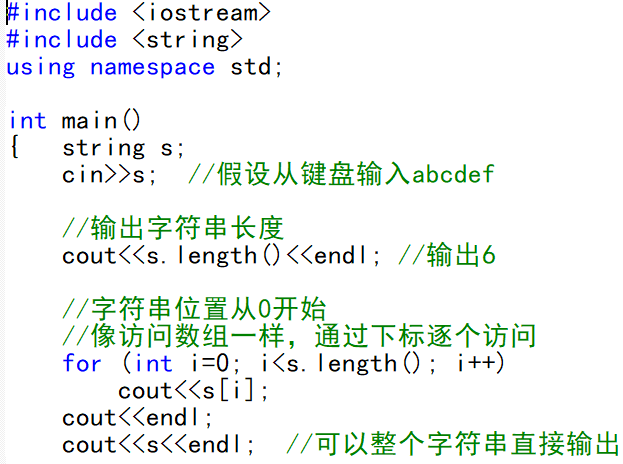 #include <iostream>
#include <string>
using namespace std;
int main()
{   string s;
    cin>>s;  //假设从键盘输入abcdef
    //输出字符串长度
    cout<<s.length()<<endl; //输出6
    //字符串位置从0开始
    //像访问数组一样，通过下标逐个访问
    for (int i=0; i<s.length(); i++)
        cout<<s[i];
    cout<<endl;
    cout<<s<<endl;  //可以整个字符串直接输出